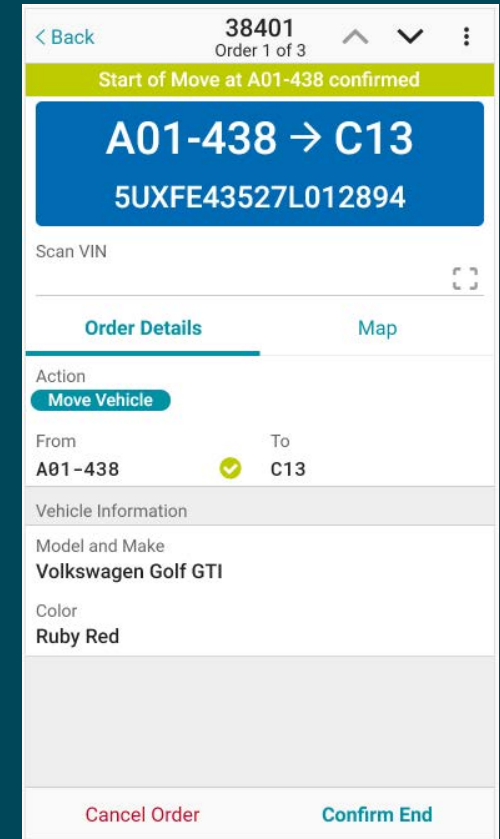 < Back
38401
Order 1 of 3
Start of Move at A01-438 confirmed
A01-438 → C13
5UXFE43527L012894
Scan VIN
Order Details Map
Action
Move Vehicle
From To
A01-438 C13
Vehicle Information
Model and Make
Volkswagen Golf GTI
Color
Ruby Red
Cancel Order Confirm End